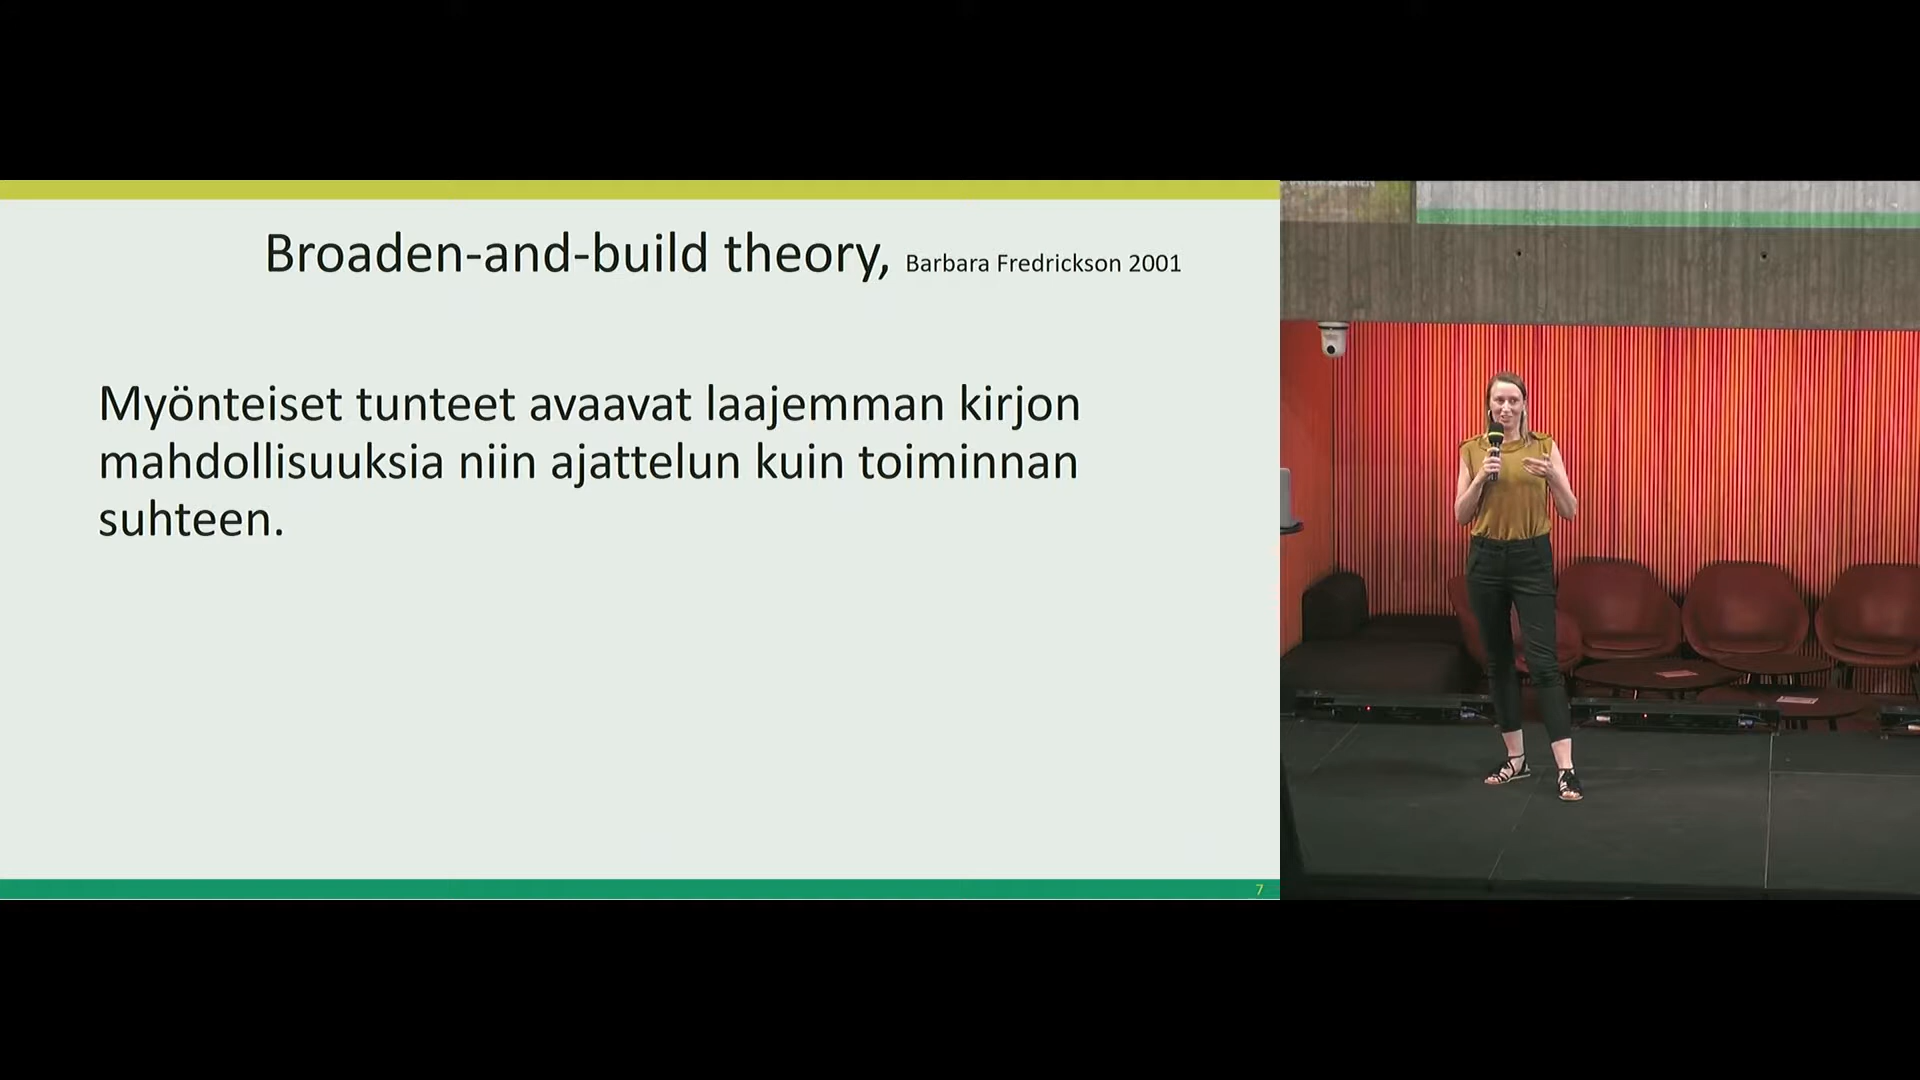 Broaden-and-build theory, Barbara Fredrickson 2001
Myönteiset tunteet avaavat laajemman kirjon
mahdollisuuksia niin ajattelun kuin toiminnan
suhteen.
7